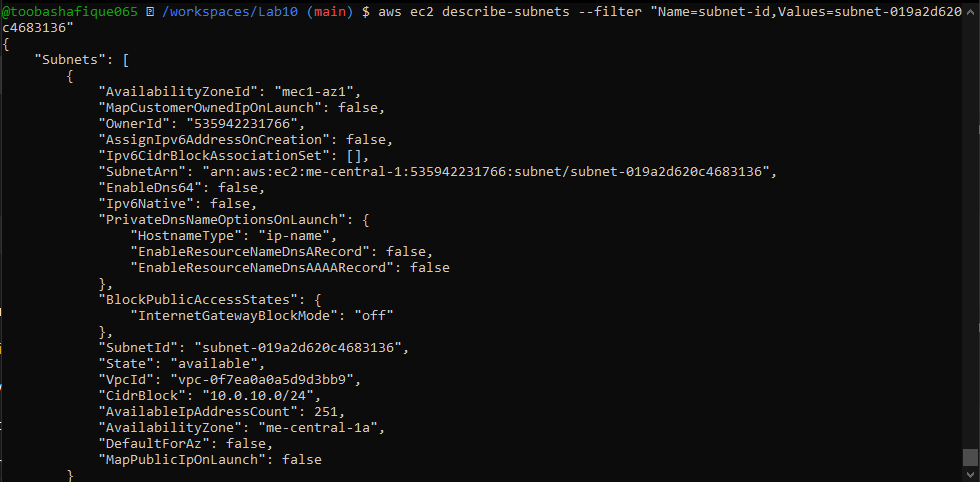 @toobashafique065 /workspaces/Lab10 (main) $ aws ec2 describe-subnets --filter "Name=subnet-id,Values=subnet-019a2d620
c4683136"
{
    "Subnets": [
        {
            "AvailabilityZoneId": "mec1-az1",
            "MapCustomerOwnedIpOnLaunch": false,
            "OwnerId": "535942231766",
            "AssignIpv6AddressOnCreation": false,
            "Ipv6CidrBlockAssociationSet": [],
            "SubnetArn": "arn:aws:ec2:me-central-1:535942231766:subnet/subnet-019a2d620c4683136",
            "EnableDns64": false,
            "Ipv6Native": false,
            "PrivateDnsNameOptionsOnLaunch": {
                "HostnameType": "ip-name",
                "EnableResourceNameDnsARecord": false,
                "EnableResourceNameDnsAAAARecord": false
            },
            "BlockPublicAccessStates": {
                "InternetGatewayBlockMode": "off"
            },
            "SubnetId": "subnet-019a2d620c4683136",
            "State": "available",
            "VpcId": "vpc-0f7ea0a0a5d9d3bb9",
            "CidrBlock": "10.0.10.0/24",
            "AvailableIpAddressCount": 251,
            "AvailabilityZone": "me-central-1a",
            "DefaultForAz": false,
            "MapPublicIpOnLaunch": false
        }